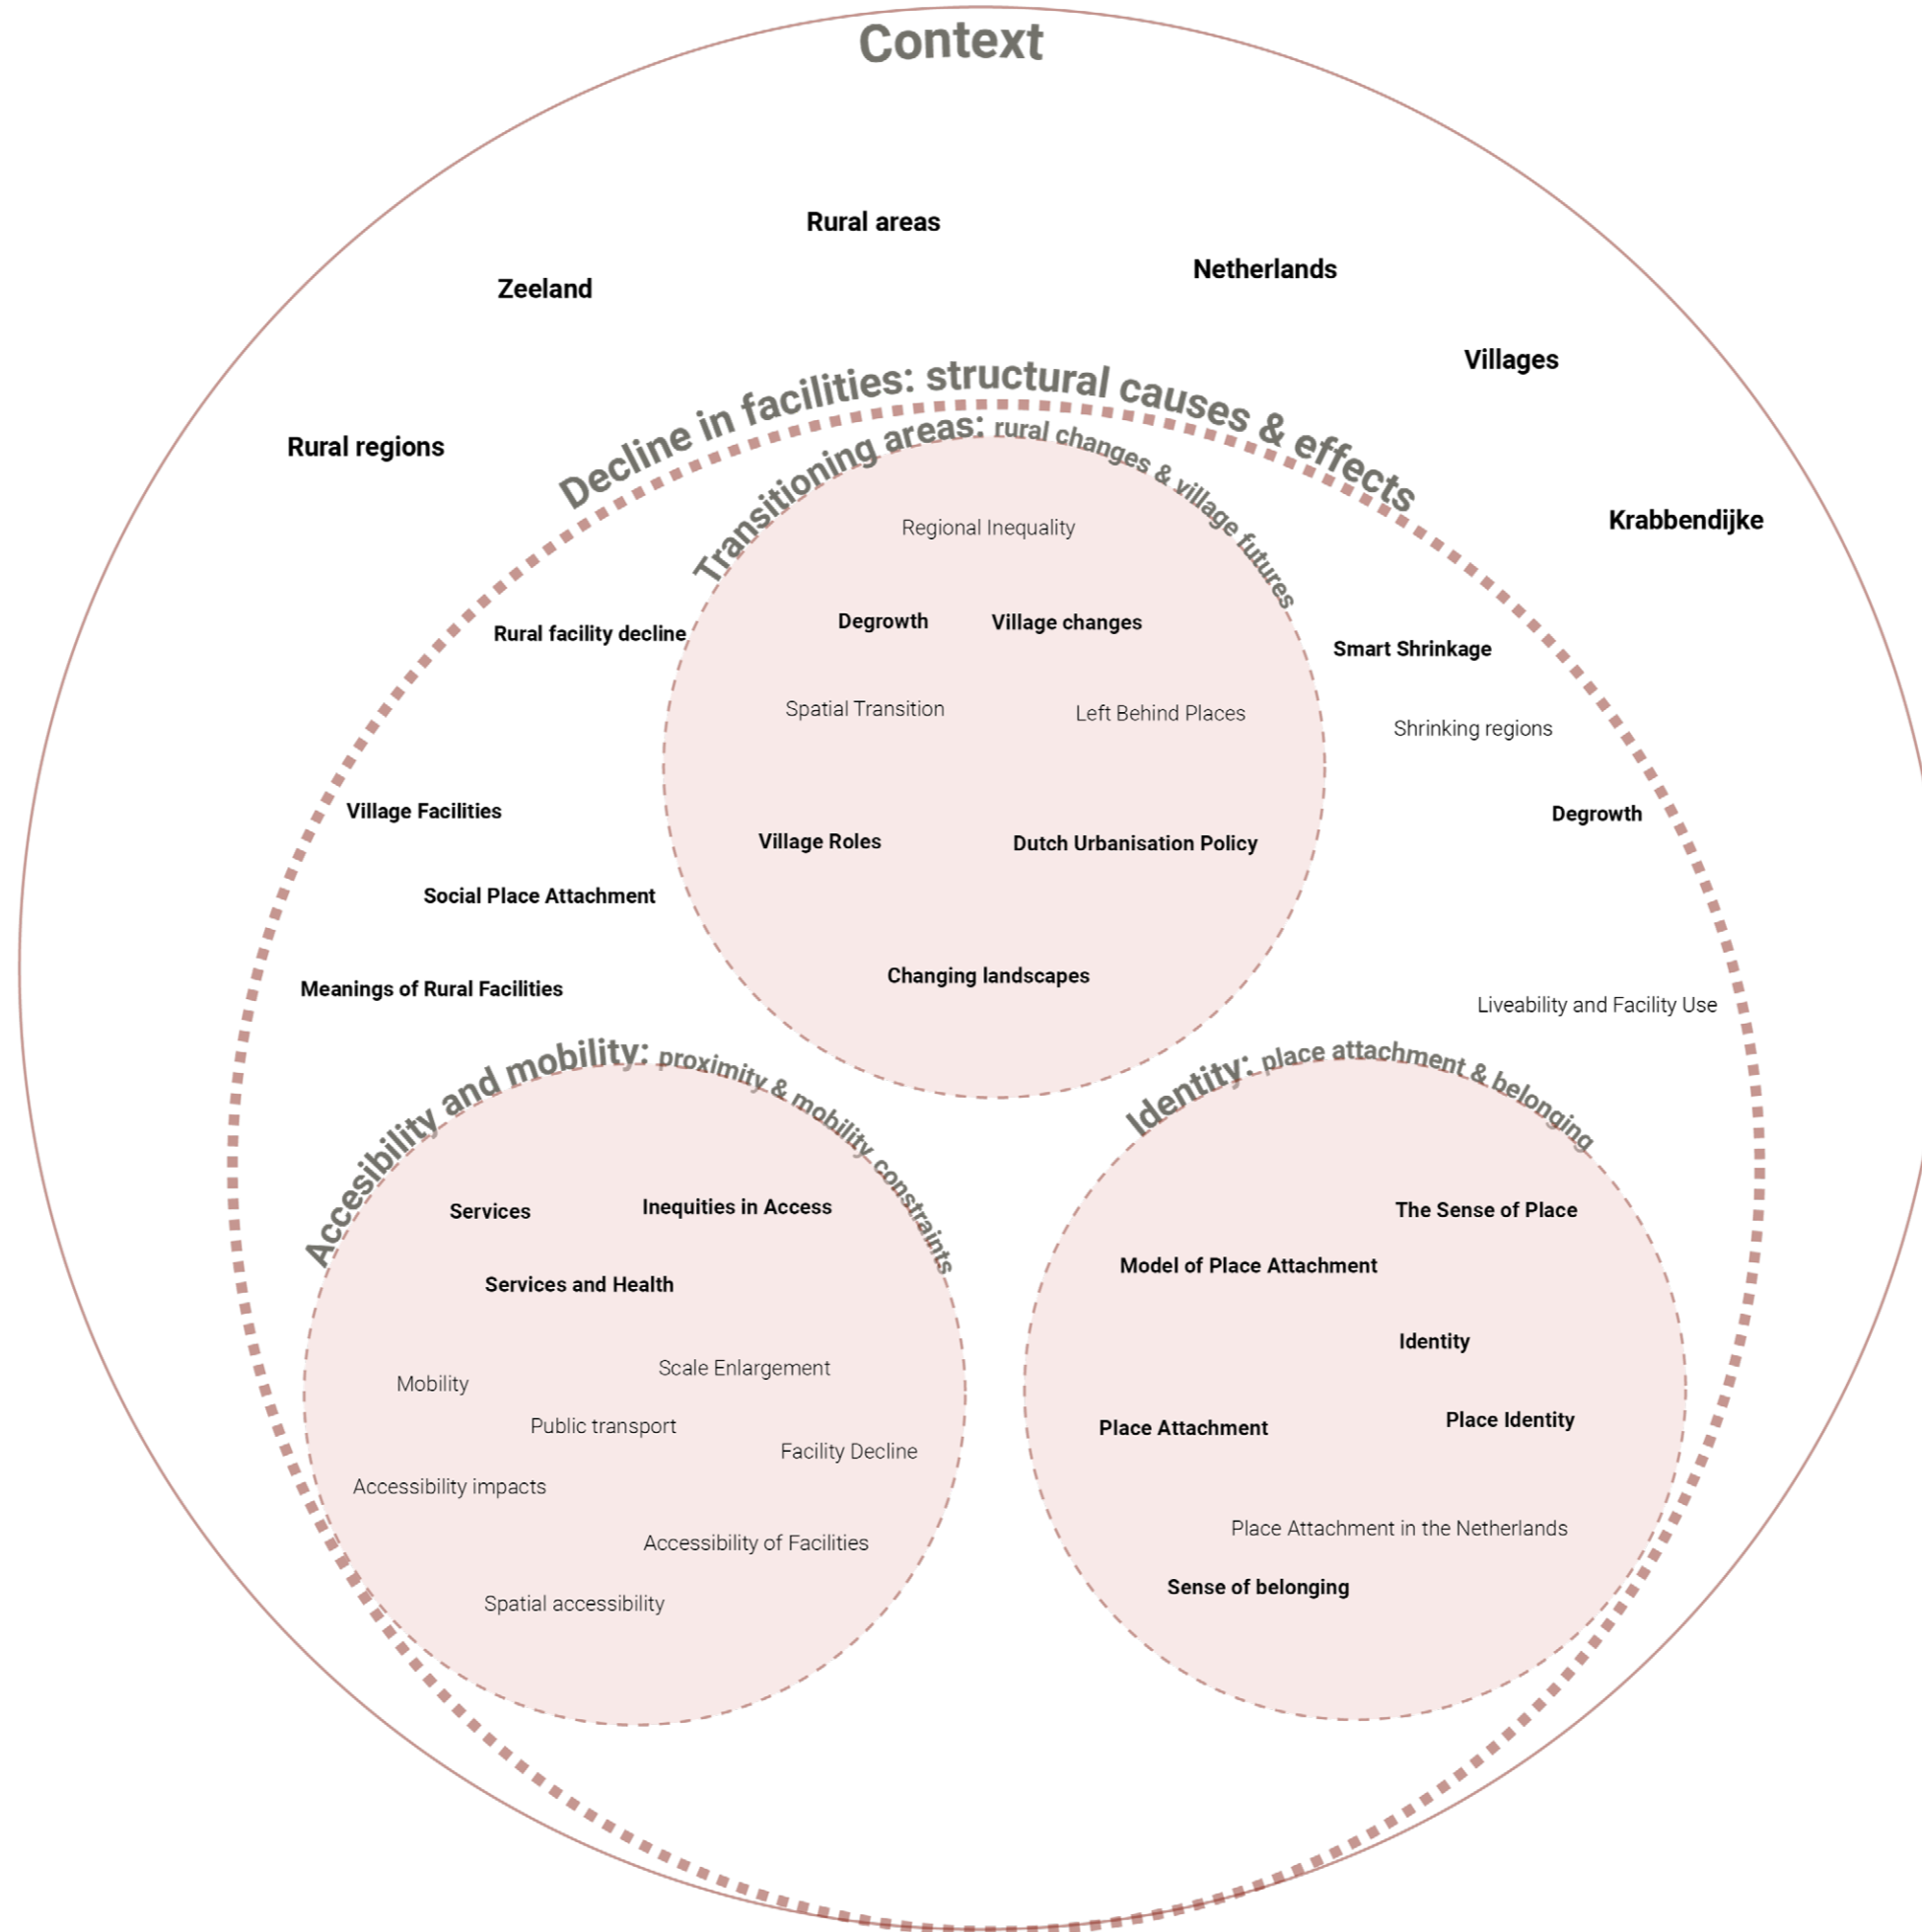 Context
Rural areas
Netherlands
Zeeland
Villages
Rural regions
Krabbendijke
Decline in facilities: structural causes & effects
Rural facility decline
Smart Shrinkage
Shrinking regions
Village Facilities
Degrowth
Social Place Attachment
Meanings of Rural Facilities
Liveability and Facility Use
Transitioning areas: rural changes & village futures
Regional Inequality
Degrowth
Village changes
Spatial Transition
Left Behind Places
Village Roles
Dutch Urbanisation Policy
Changing landscapes
Accesibility and mobility: proximity & mobility constraints
Services
Inequities in Access
Services and Health
Scale Enlargement
Mobility
Public transport
Facility Decline
Accessibility impacts
Accessibility of Facilities
Spatial accessibility
Identity: place attachment & belonging
The Sense of Place
Model of Place Attachment
Identity
Place Identity
Place Attachment
Place Attachment in the Netherlands
Sense of belonging